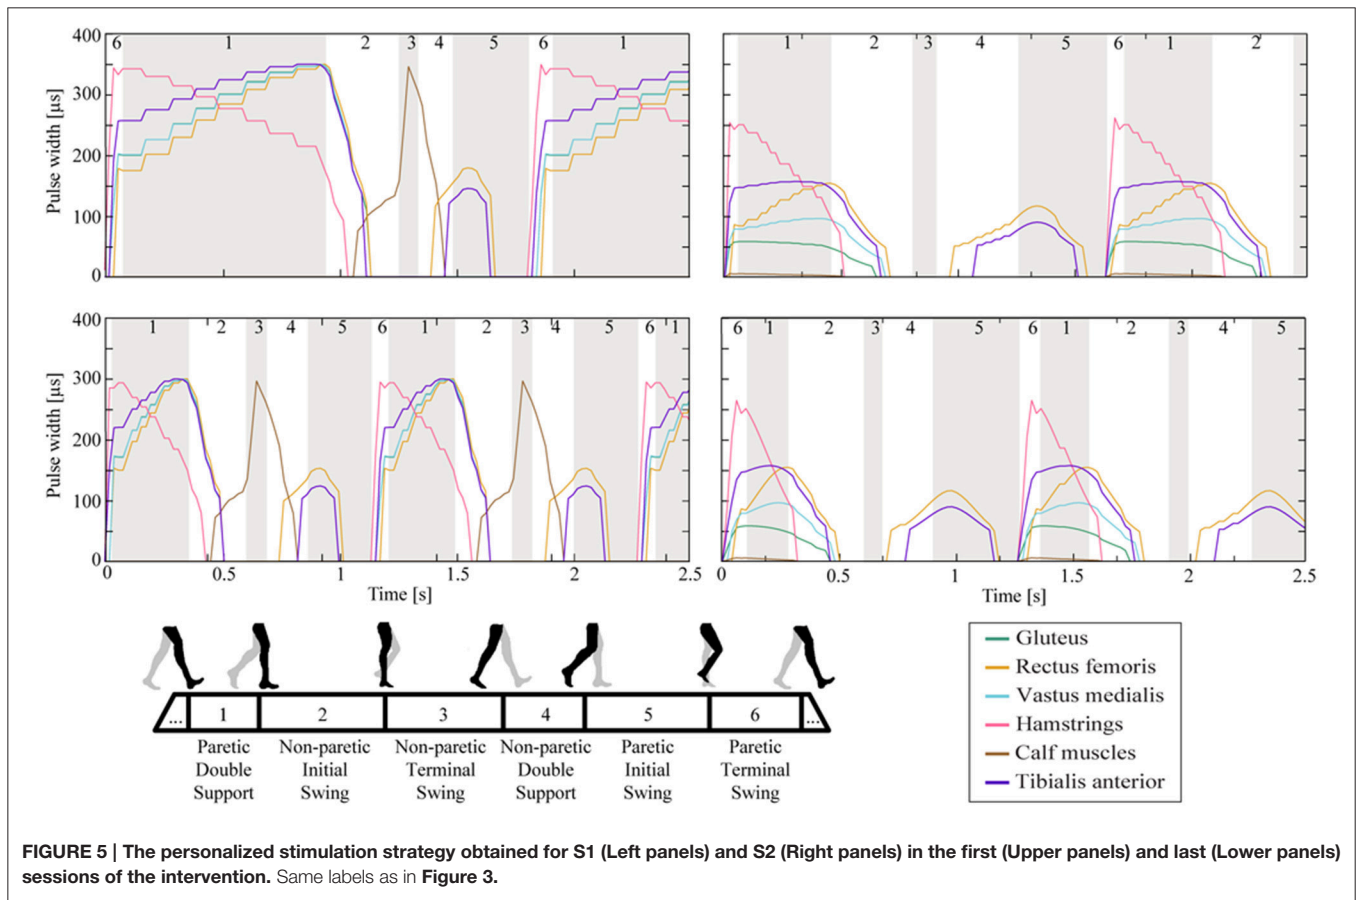 400
300
200
100
0
Pulse width [µs]
6 1 2 3 4 5 6 1
1 2 3 4 5 6 1 2
400
300
200
100
0
Pulse width [µs]
1 2 3 4 5 6 1 2 3 4 5 6 1
6 1 2 3 4 5 6 1 2 3 4 5
0 0.5 1 1.5 2 2.5
Time [s]
0 0.5 1 1.5 2 2.5
Time [s]
... 1 2 3 4 5 6 ...
Paretic
Double
Support
Non-paretic
Initial
Swing
Non-paretic
Terminal
Swing
Non-paretic
Double
Support
Paretic
Initial
Swing
Paretic
Terminal
Swing
Gluteus
Rectus femoris
Vastus medialis
Hamstrings
Calf muscles
Tibialis anterior
FIGURE 5 | The personalized stimulation strategy obtained for S1 (Left panels) and S2 (Right panels) in the first (Upper panels) and last (Lower panels)
sessions of the intervention. Same labels as in Figure 3.